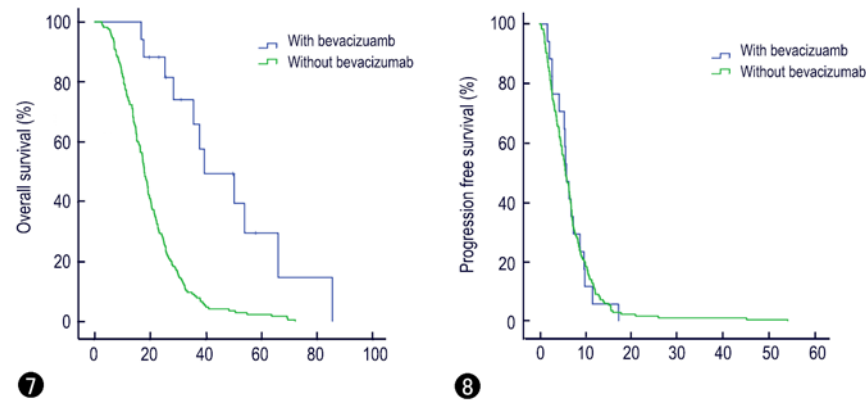 100
80
60
40
20
0
Overall survival (%)
With bevacizuamb
Without bevacizumab
0 20 40 60 80 100
7
100
80
60
40
20
0
Progression free survival (%)
With bevacizuamb
Without bevacizumab
0 10 20 30 40 50 60
8